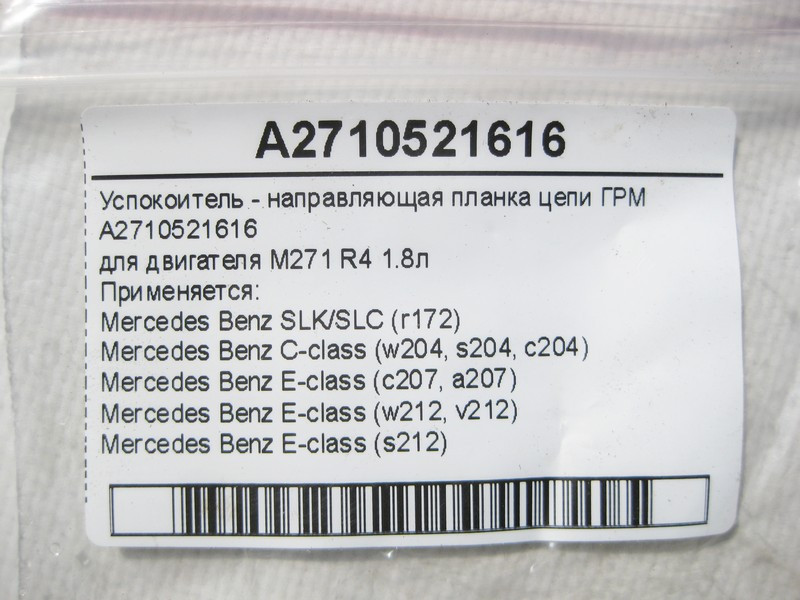 A2710521616
Успокоитель - направляющая планка цепи ГРМ
A2710521616
для двигателя M271 R4 1.8л
Применяется:
Mercedes Benz SLK/SLC (r172)
Mercedes Benz C-class (w204, s204, c204)
Mercedes Benz E-class (c207, a207)
Mercedes Benz E-class (w212, v212)
Mercedes Benz E-class (s212)